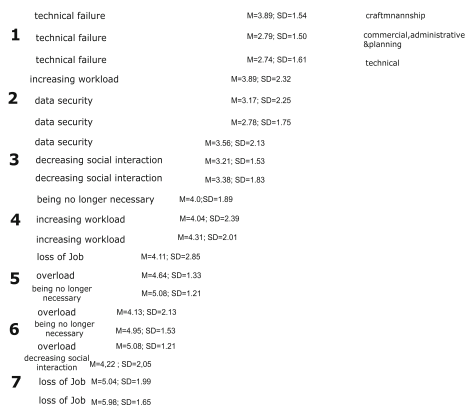 technical failure M=3.89; SD=1.54 craftmnannship
1 technical failure M=2.79; SD=1.50 commercial,administrative
&planning
technical failure M=2.74; SD=1.61 technical
increasing workload M=3.89; SD=2.32
2 data security M=3.17; SD=2.25
data security M=2.78; SD=1.75
data security M=3.56; SD=2.13
3 decreasing social interaction M=3.21; SD=1.53
decreasing social interaction M=3.38; SD=1.83
being no longer necessary M=4.0;SD=1.89
4 increasing workload M=4.04; SD=2.39
increasing workload M=4.31; SD=2.01
loss of Job M=4.11; SD=2.85
5 overload M=4.64; SD=1.33
being no longer
necessary M=5.08; SD=1.21
overload M=4.13; SD=2.13
6 being no longer
necessary M=4.95; SD=1.53
overload M=5.08; SD=1.21
decreasing social
interaction M=4,22 ; SD=2,05
7 loss of Job M=5.04; SD=1.99
loss of Job M=5.98; SD=1.65